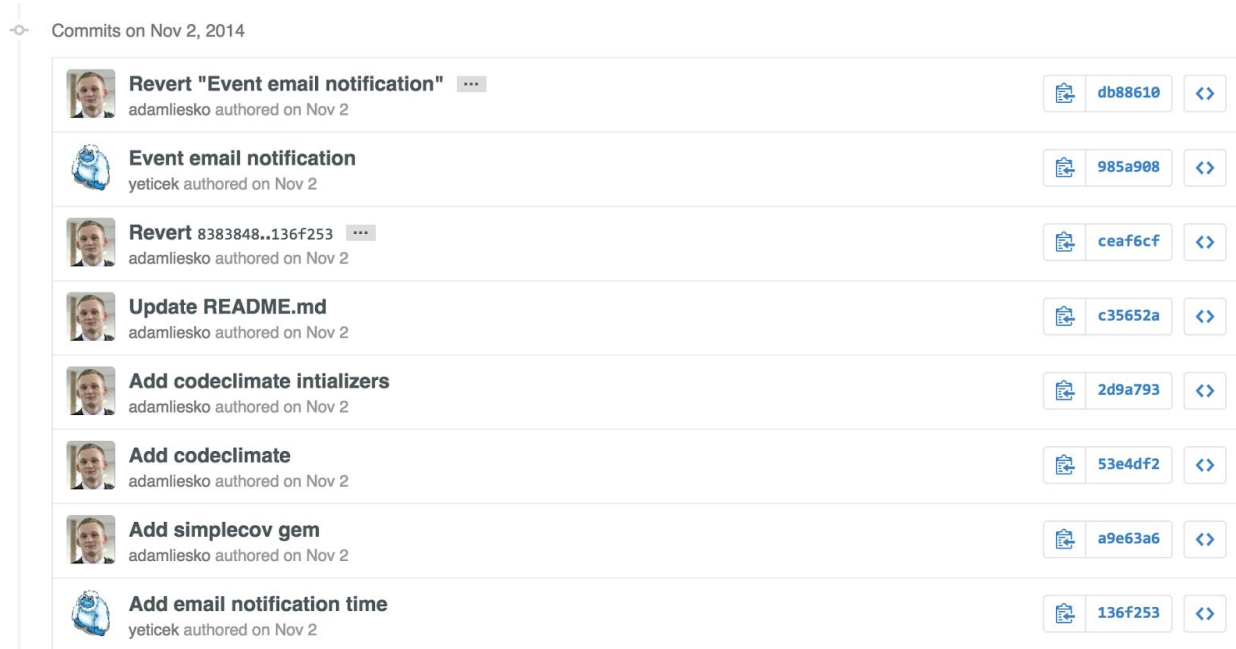 Commits on Nov 2, 2014
Revert "Event email notification" ...
adamliesko authored on Nov 2
db88610
Event email notification
yeticek authored on Nov 2
985a908
Revert 8383848..136f253 ...
adamliesko authored on Nov 2
ceaf6cf
Update README.md
adamliesko authored on Nov 2
c35652a
Add codeclimate intializers
adamliesko authored on Nov 2
2d9a793
Add codeclimate
adamliesko authored on Nov 2
53e4df2
Add simplecov gem
adamliesko authored on Nov 2
a9e63a6
Add email notification time
yeticek authored on Nov 2
136f253